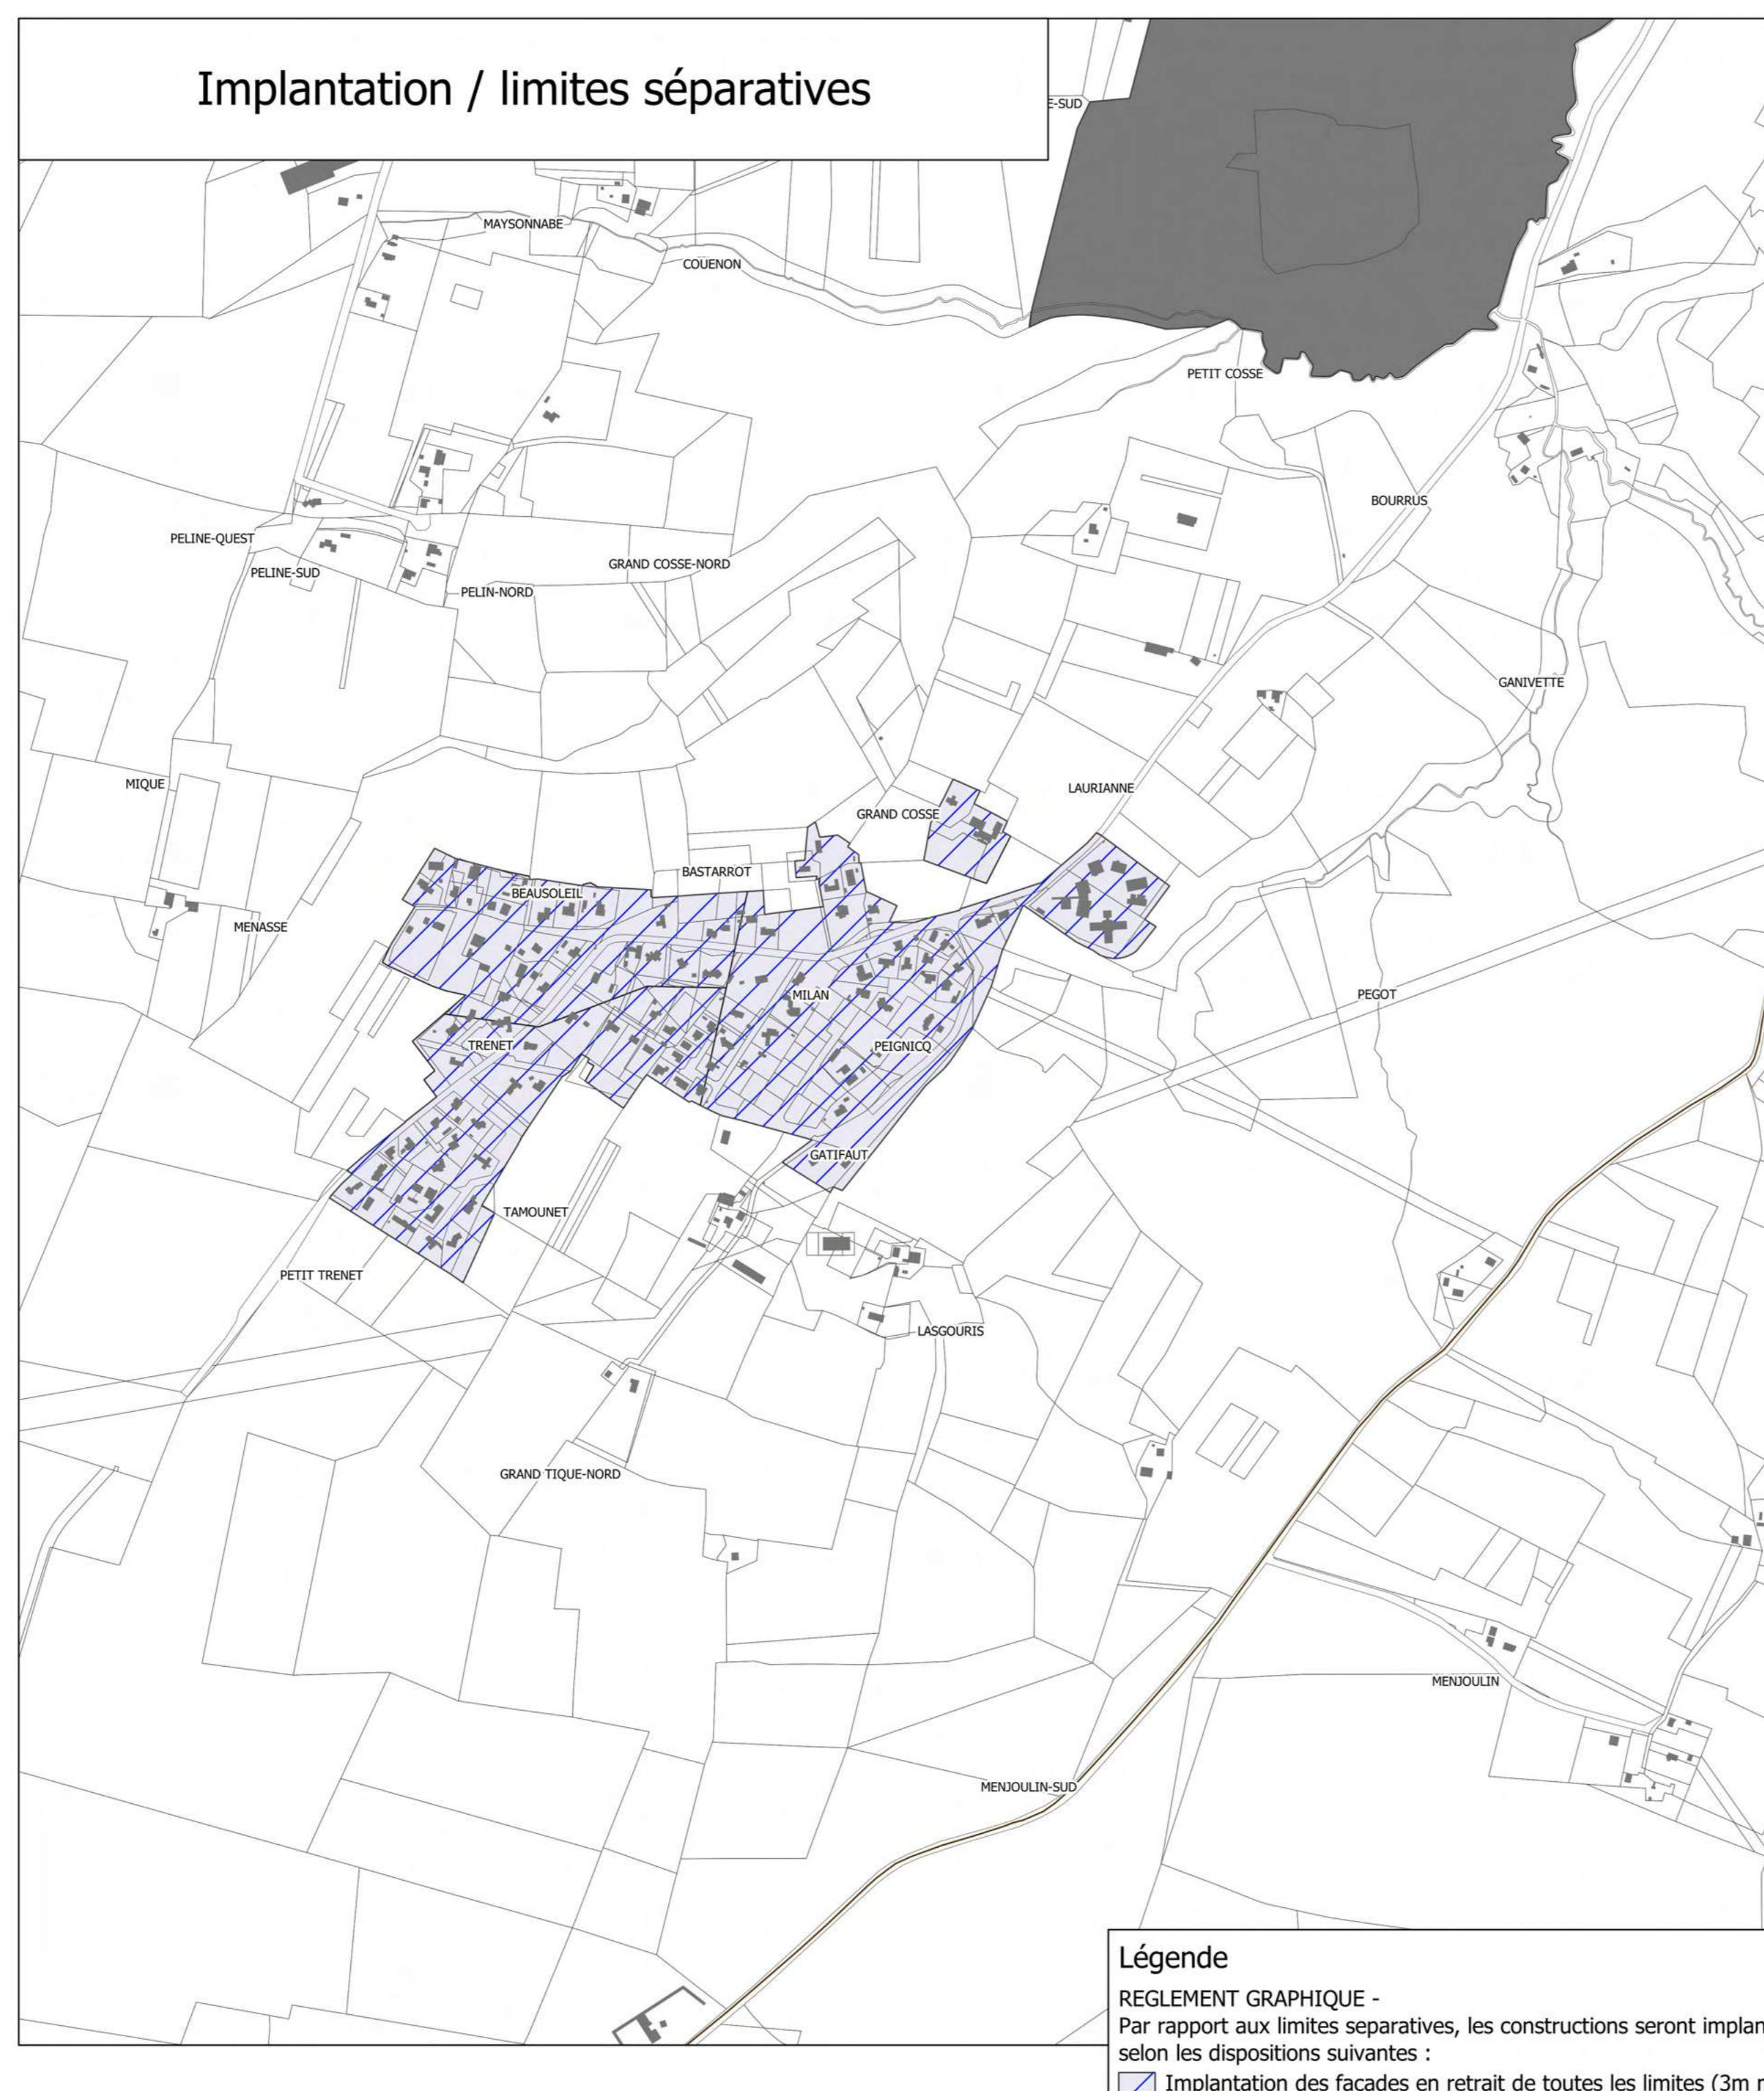 Implantation / limites séparatives
E-SUD
MAYSONNABE
COUENON
PETIT COSSE
BOURRUS
PELINE-QUEST
GRAND COSSE-NORD
PELINE-SUD
PELIN-NORD
GANIVETTE
MIQUE
LAURIANNE
GRAND COSSE
BASTARROT
BEAUSOLEIL
MENASSE
MILAN
PEGOT
TRENET
PEIGNICQ
GATIFAUT
TAMOUNET
PETIT TRENET
LASGOURIS
GRAND TIQUE-NORD
MENJOULIN
MENJOULIN-SUD
Légende
REGLEMENT GRAPHIQUE -
Par rapport aux limites separatives, les constructions seront implan
selon les dispositions suivantes :
Implantation des facades en retrait de toutes les limites (3m